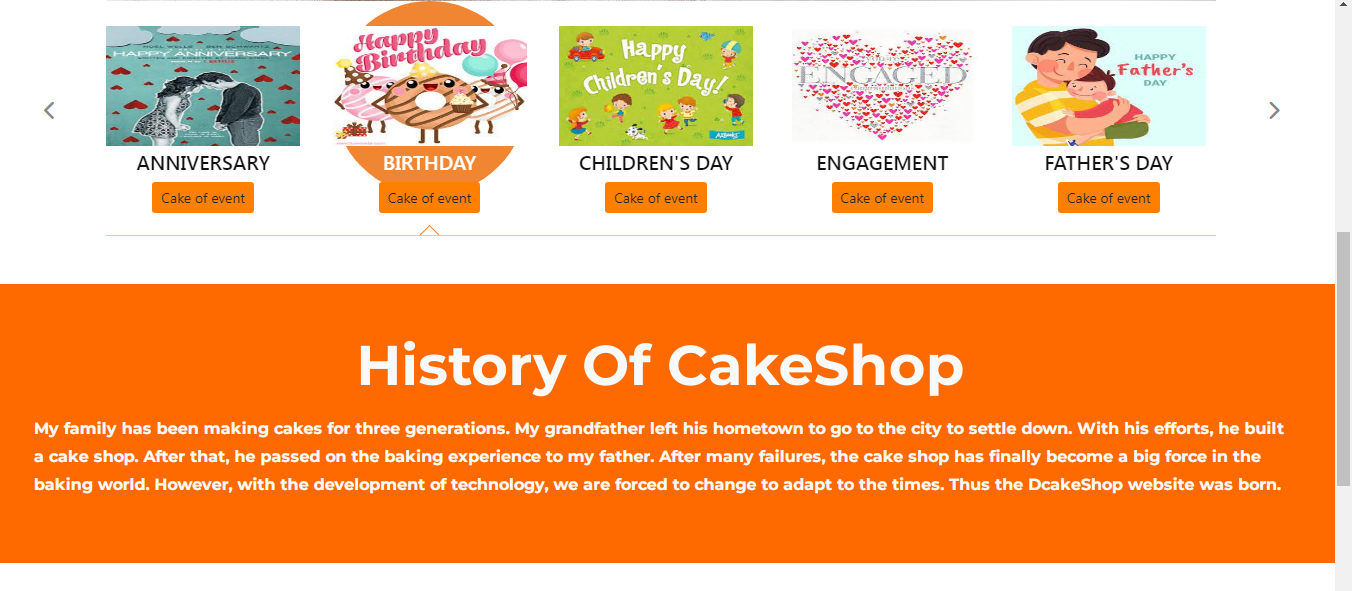 HAPPY ANNIVERSARY
Happy
Birthday
Happy
Children's Day!
ENGAGED
HAPPY
Father's
DAY
ANNIVERSARY
BIRTHDAY
CHILDREN'S DAY
ENGAGEMENT
FATHER'S DAY
Cake of event
Cake of event
Cake of event
Cake of event
Cake of event
History Of CakeShop
My family has been making cakes for three generations. My grandfather left his hometown to go to the city to settle down. With his efforts, he built
a cake shop. After that, he passed on the baking experience to my father. After many failures, the cake shop has finally become a big force in the
baking world. However, with the development of technology, we are forced to change to adapt to the times. Thus the DcakeShop website was born.